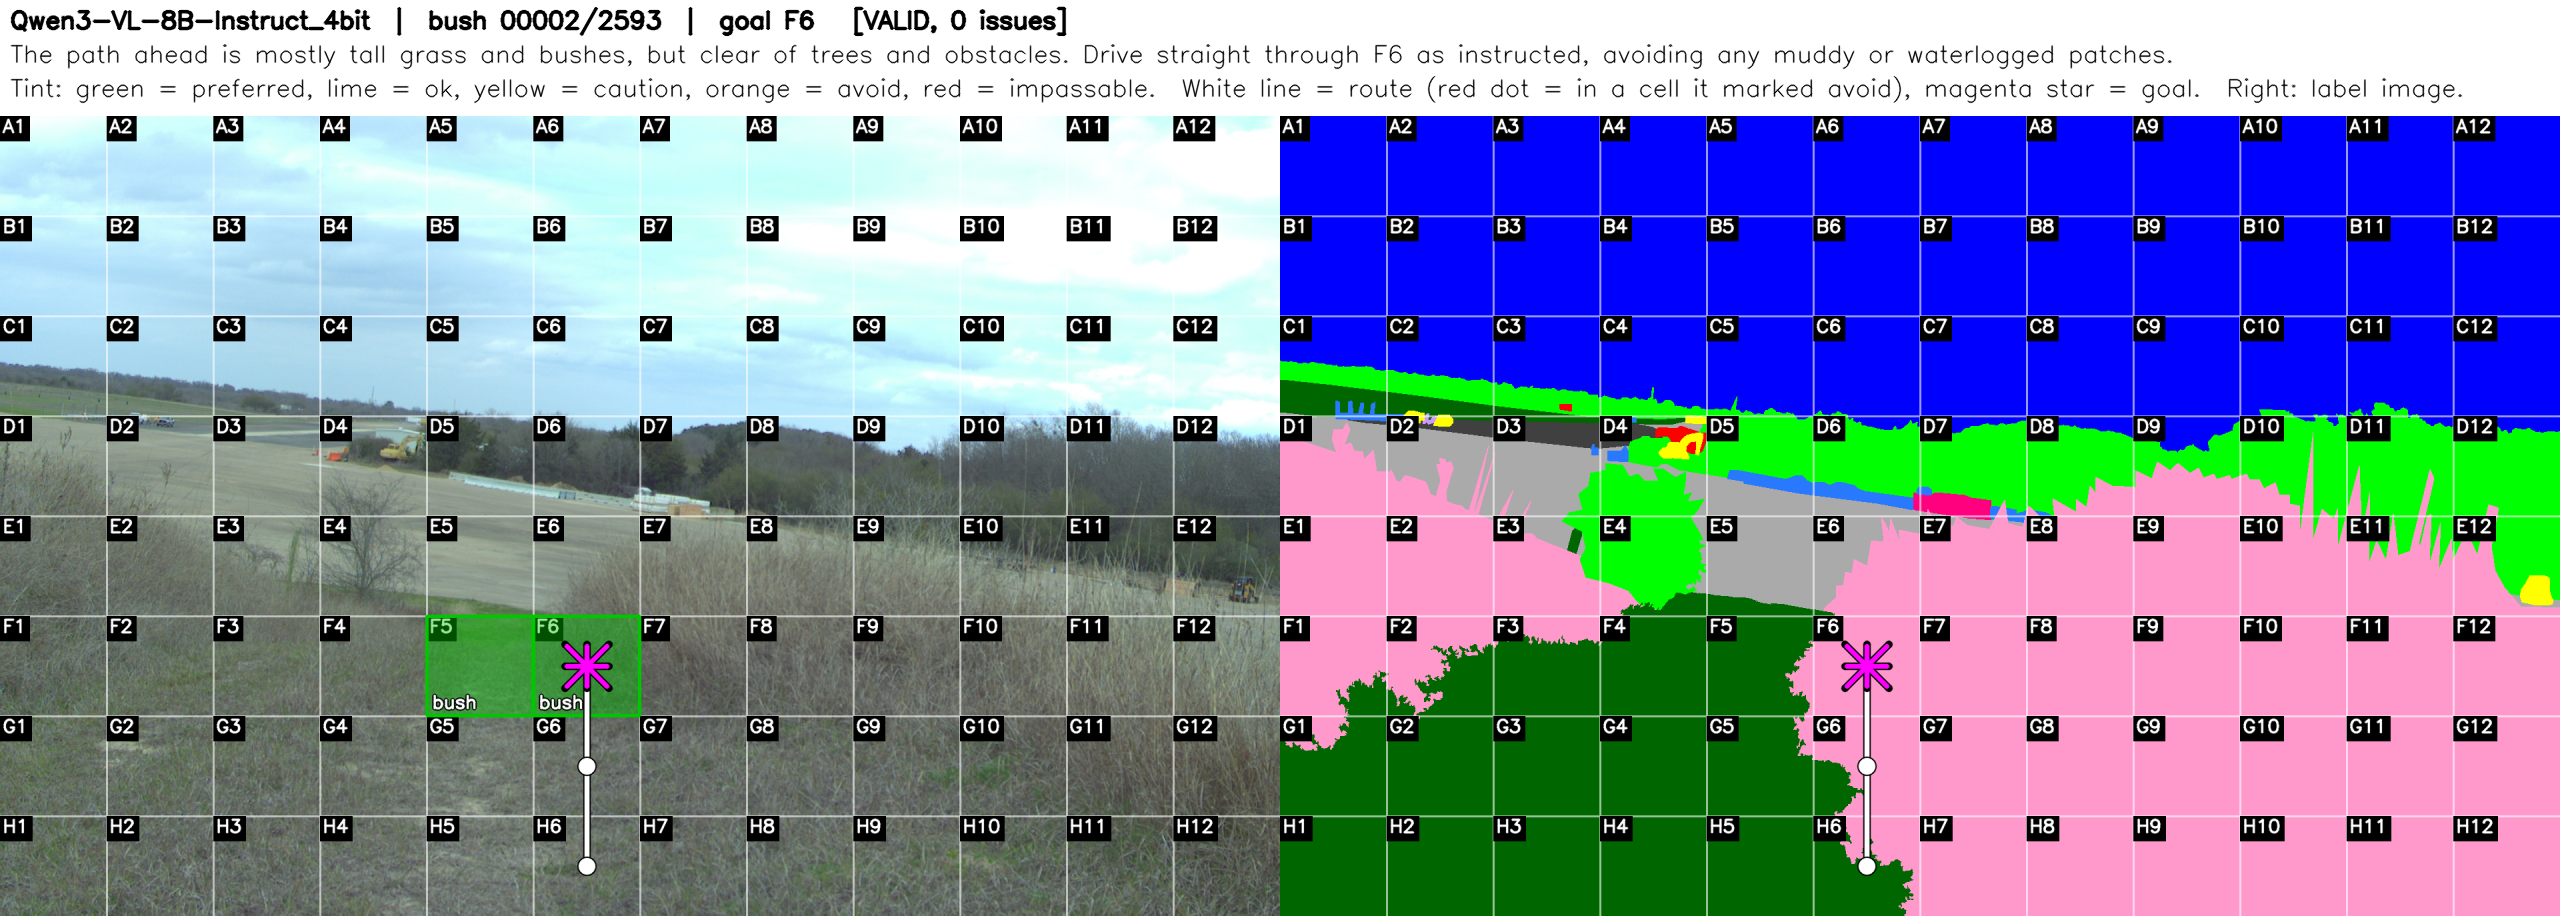 Qwen3-VL-8B-Instruct_4bit | bush 00002/2593 | goal F6 [VALID, 0 issues]
The path ahead is mostly tall grass and bushes, but clear of trees and obstacles. Drive straight through F6 as instructed, avoiding any muddy or waterlogged patches.
Tint: green = preferred, lime = ok, yellow = caution, orange = avoid, red = impassable. White line = route (red dot = in a cell it marked avoid), magenta star = goal. Right: label image.
A1 A2 A3 A4 A5 A6 A7 A8 A9 A10 A11 A12 A1 A2 A3 A4 A5 A6 A7 A8 A9 A10 A11 A12
B1 B2 B3 B4 B5 B6 B7 B8 B9 B10 B11 B12 B1 B2 B3 B4 B5 B6 B7 B8 B9 B10 B11 B12
C1 C2 C3 C4 C5 C6 C7 C8 C9 C10 C11 C12 C1 C2 C3 C4 C5 C6 C7 C8 C9 C10 C11 C12
D1 D2 D3 D4 D5 D6 D7 D8 D9 D10 D11 D12 D1 D2 D3 D4 D5 D6 D7 D8 D9 D10 D11 D12
E1 E2 E3 E4 E5 E6 E7 E8 E9 E10 E11 E12 E1 E2 E3 E4 E5 E6 E7 E8 E9 E10 E11 E12
F1 F2 F3 F4 F5 F6 F7 F8 F9 F10 F11 F12 F1 F2 F3 F4 F5 F6 F7 F8 F9 F10 F11 F12
bush bush
G1 G2 G3 G4 G5 G6 G7 G8 G9 G10 G11 G12 G1 G2 G3 G4 G5 G6 G7 G8 G9 G10 G11 G12
H1 H2 H3 H4 H5 H6 H7 H8 H9 H10 H11 H12 H1 H2 H3 H4 H5 H6 H7 H8 H9 H10 H11 H12